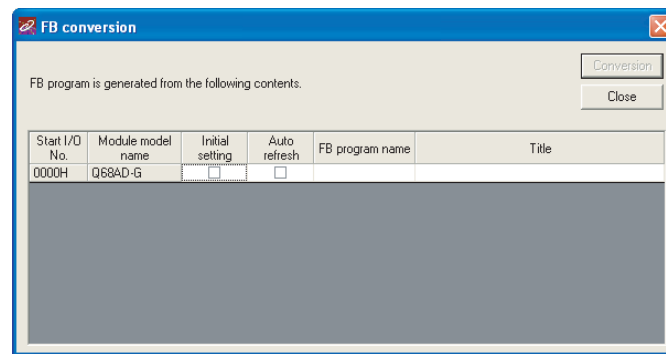 FB conversion
Conversion
FB program is generated from the following contents.
Close
Start I/O No. Module model name Initial setting Auto refresh FB program name Title
0000H Q68AD-G